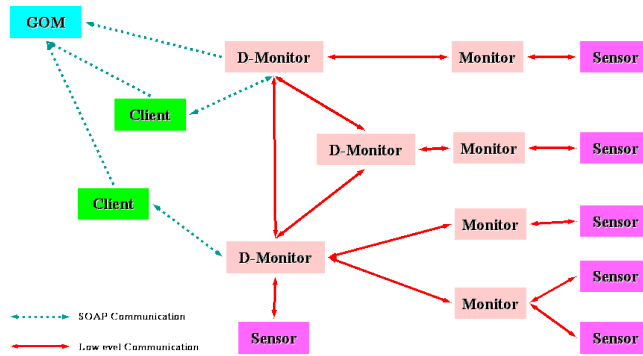 GOM
D-Monitor
Monitor
Sensor
Client
D-Monitor
Monitor
Sensor
Client
Monitor
Sensor
D-Monitor
Sensor
Monitor
SOAP Communication
Sensor
Low evel Communication
Sensor